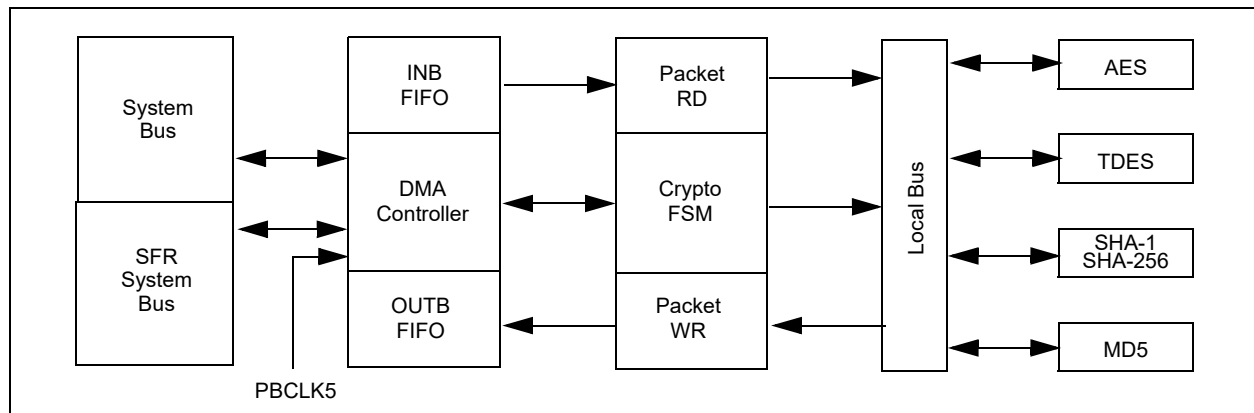 System
Bus
SFR
System
Bus
INB
FIFO
DMA
Controller
OUTB
FIFO
PBCLK5
Packet
RD
Crypto
FSM
Packet
WR
Local Bus
AES
TDES
SHA-1
SHA-256
MD5